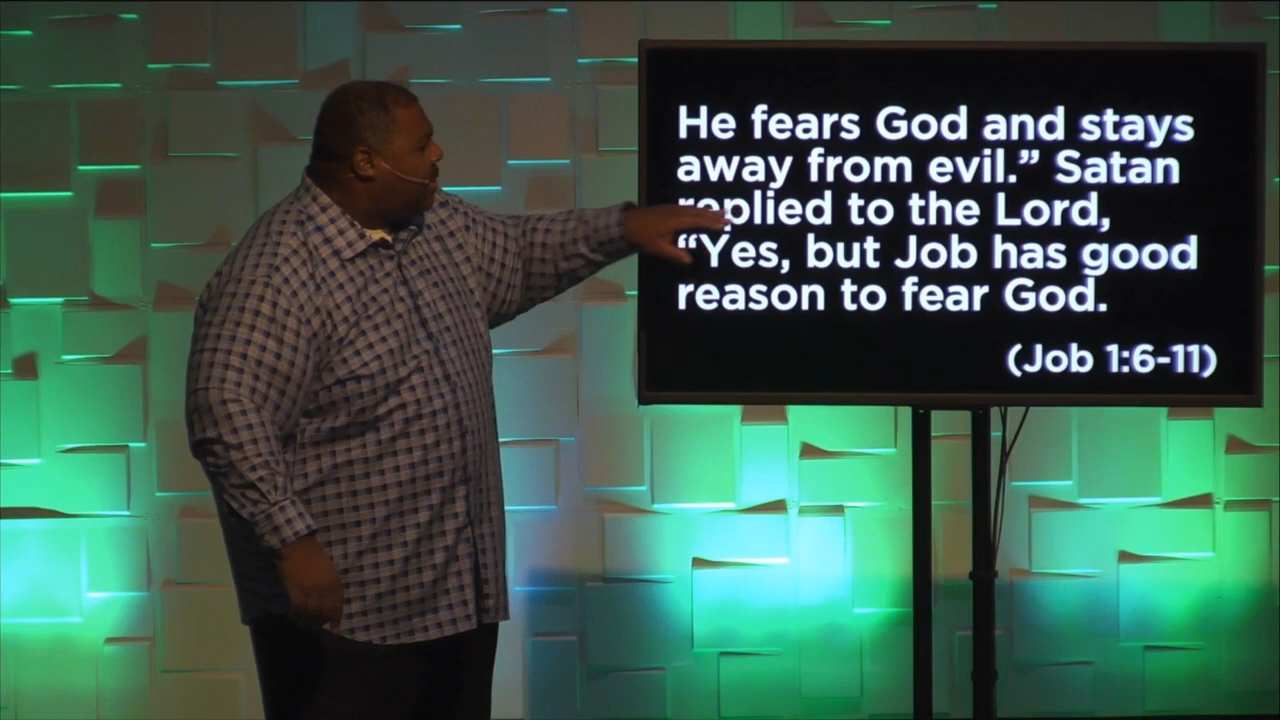 He fears God and stays
away from evil.” Satan
replied to the Lord,
“Yes, but Job has good
reason to fear God.
(Job 1:6-11)